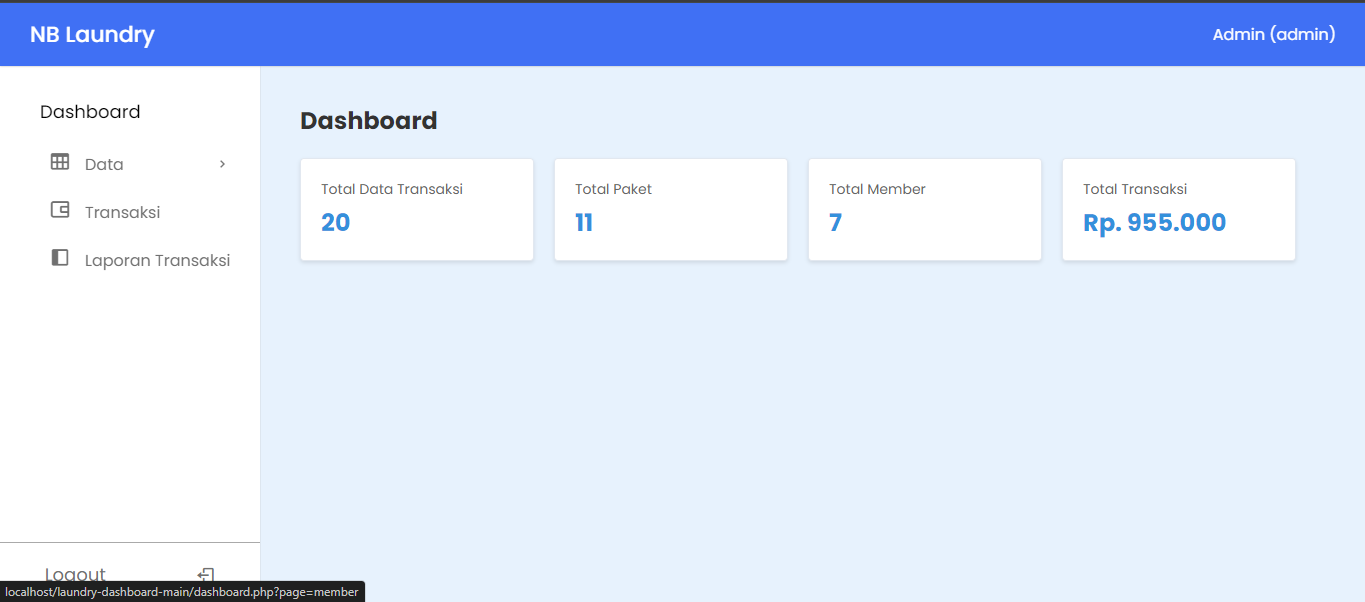 NB Laundry
Admin (admin)
Dashboard
Data
Transaksi
Laporan Transaksi
Dashboard
Total Data Transaksi
20
Total Paket
11
Total Member
7
Total Transaksi
Rp. 955.000
Logout
localhost/laundry-dashboard-main/dashboard.php?page=member